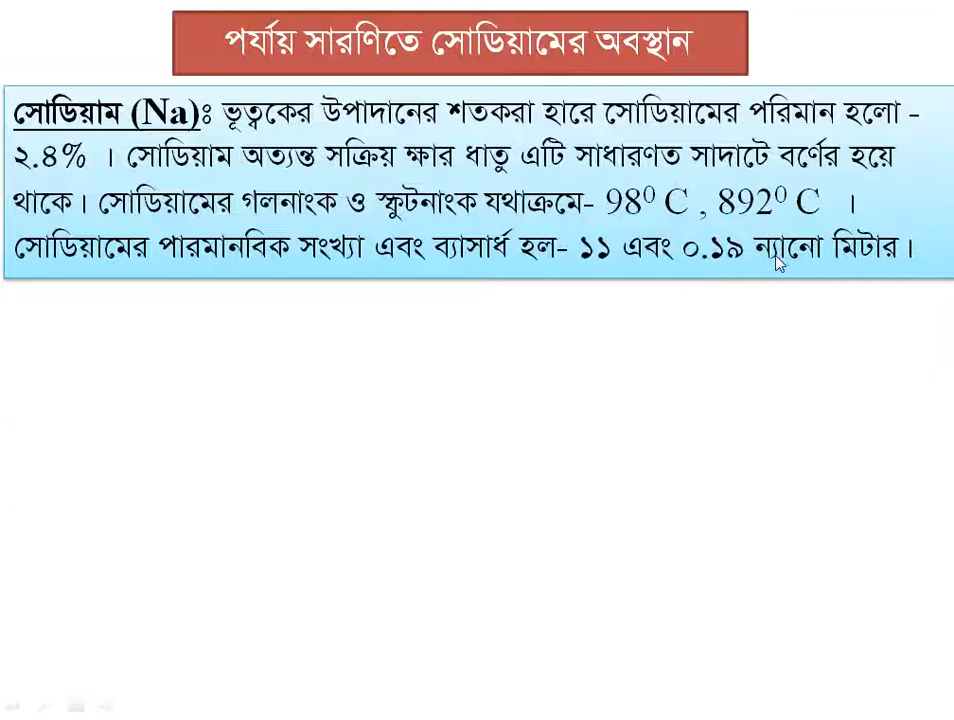 পর্যায় সারণিতে সোডিয়ামের অবস্থান
সোডিয়াম (Na)ঃ ভূত্বকের উপাদানের শতকরা হারে সোডিয়ামের পরিমান হলো -
২.৪% । সোডিয়াম অত্যন্ত সক্রিয় ক্ষার ধাতু এটি সাধারণত সাদাটে বর্ণের হয়ে
থাকে। সোডিয়ামের গলনাংক ও স্ফুটনাংক যথাক্রমে- 98⁰ C , 892⁰ C ।
সোডিয়ামের পারমানবিক সংখ্যা এবং ব্যাসার্ধ হল- ১১ এবং ০.১৯ ন্যানো মিটার।